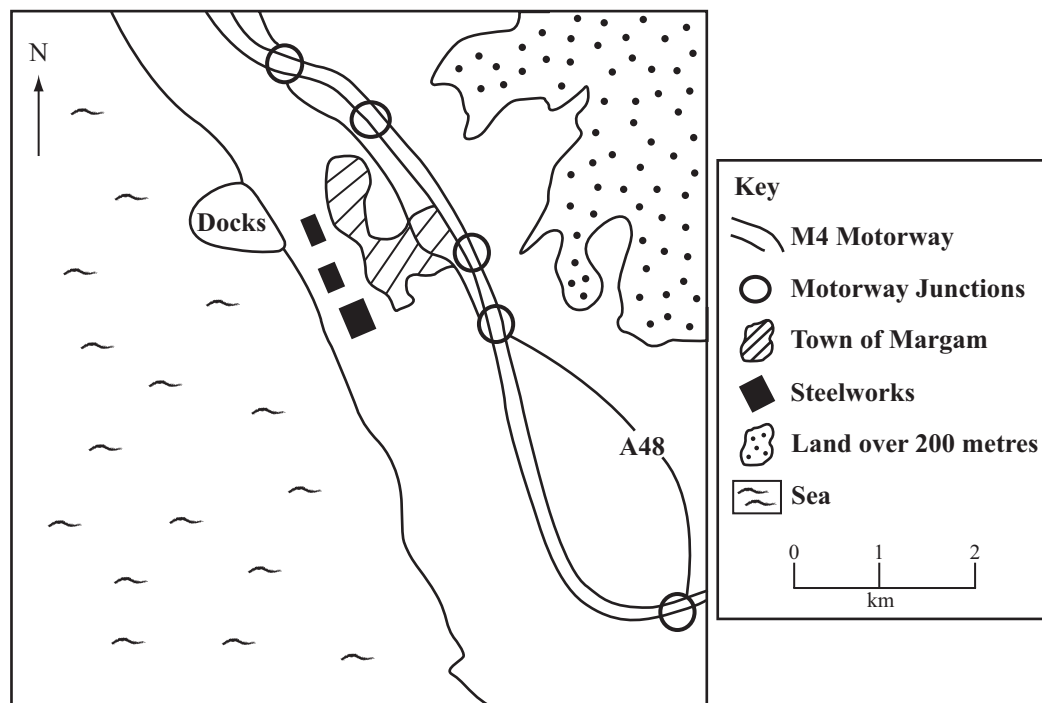 N
Docks
A48
Key
M4 Motorway
Motorway Junctions
Town of Margam
Steelworks
Land over 200 metres
Sea
0 1 2
km